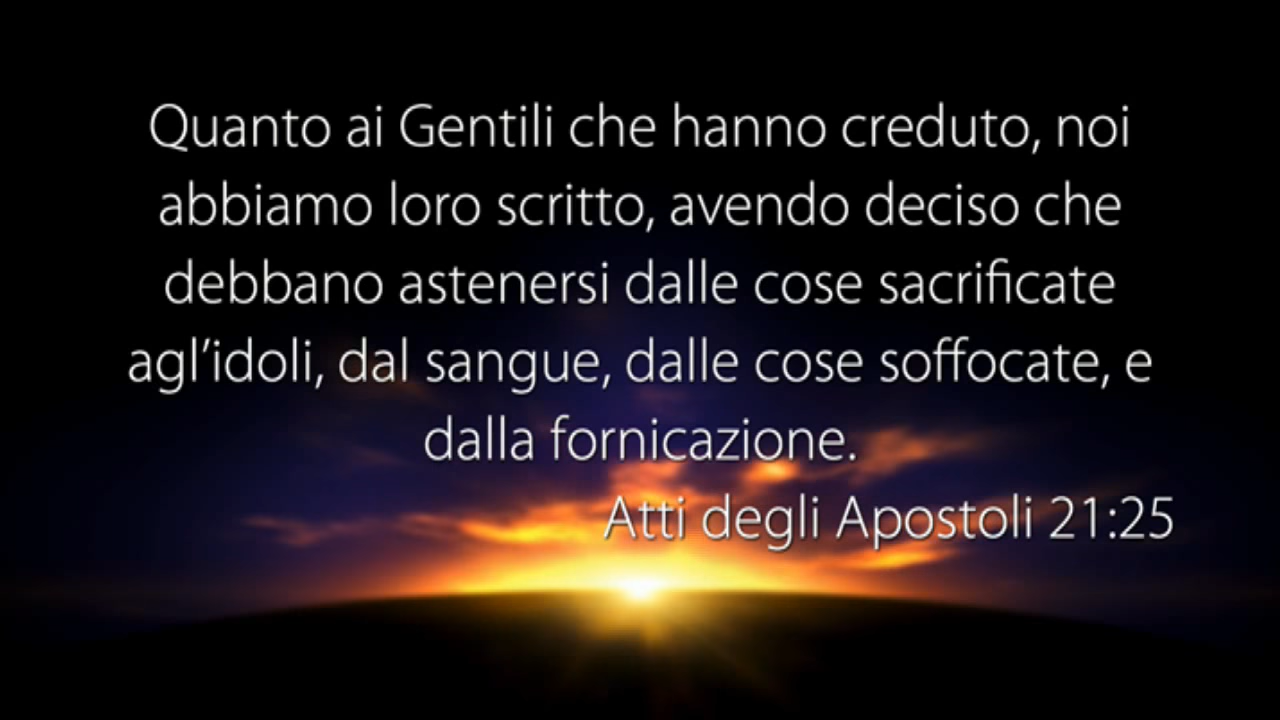 Quanto ai Gentili che hanno creduto, noi
abbiamo loro scritto, avendo deciso che
debbano astenersi dalle cose sacrificate
agl’idoli, dal sangue, dalle cose soffocate, e
dalla fornicazione.
Atti degli Apostoli 21:25